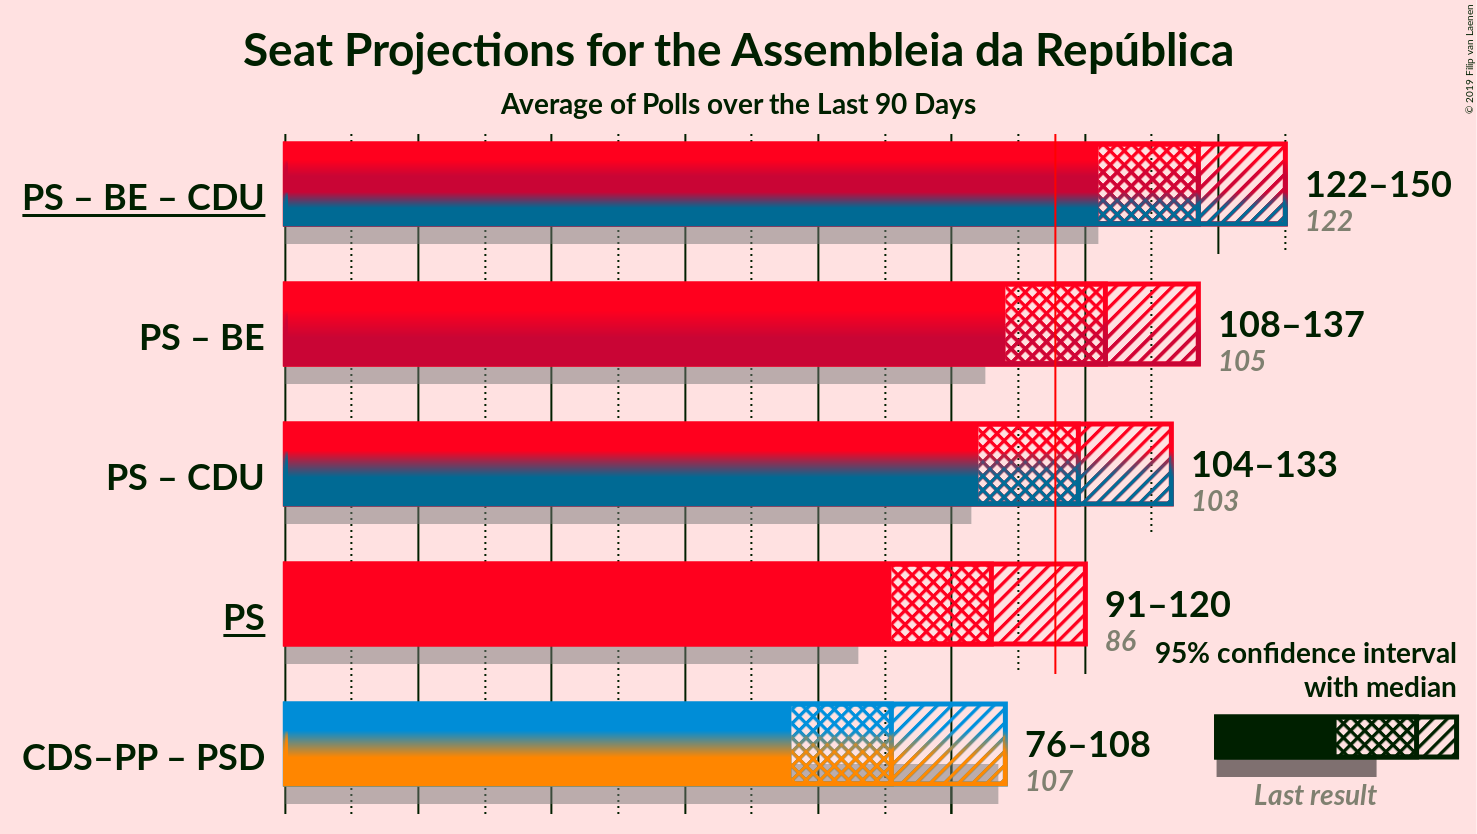 Seat Projections for the Assembleia da República
Average of Polls over the Last 90 Days
© 2019 Filip van Laenen
PS – BE – CDU
122–150
122
PS – BE
108–137
105
PS – CDU
104–133
103
PS
91–120
86
CDS–PP – PSD
76–108
107
95% confidence interval
with median
Last result